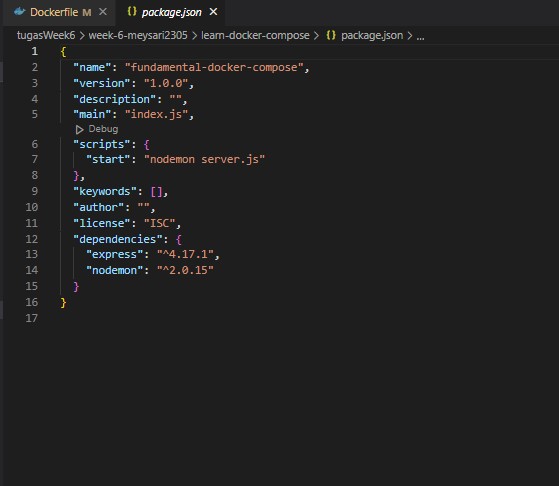 Dockerfile M package.json
tugasWeek6 > week-6-meysari2305 > learn-docker-compose > {} package.json > ...
1 {
2 "name": "fundamental-docker-compose",
3 "version": "1.0.0",
4 "description": "",
5 "main": "index.js",
Debug
6 "scripts": {
7 "start": "nodemon server.js"
8 },
9 "keywords": [],
10 "author": "",
11 "license": "ISC",
12 "dependencies": {
13 "express": "^4.17.1",
14 "nodemon": "^2.0.15"
15 }
16 }
17